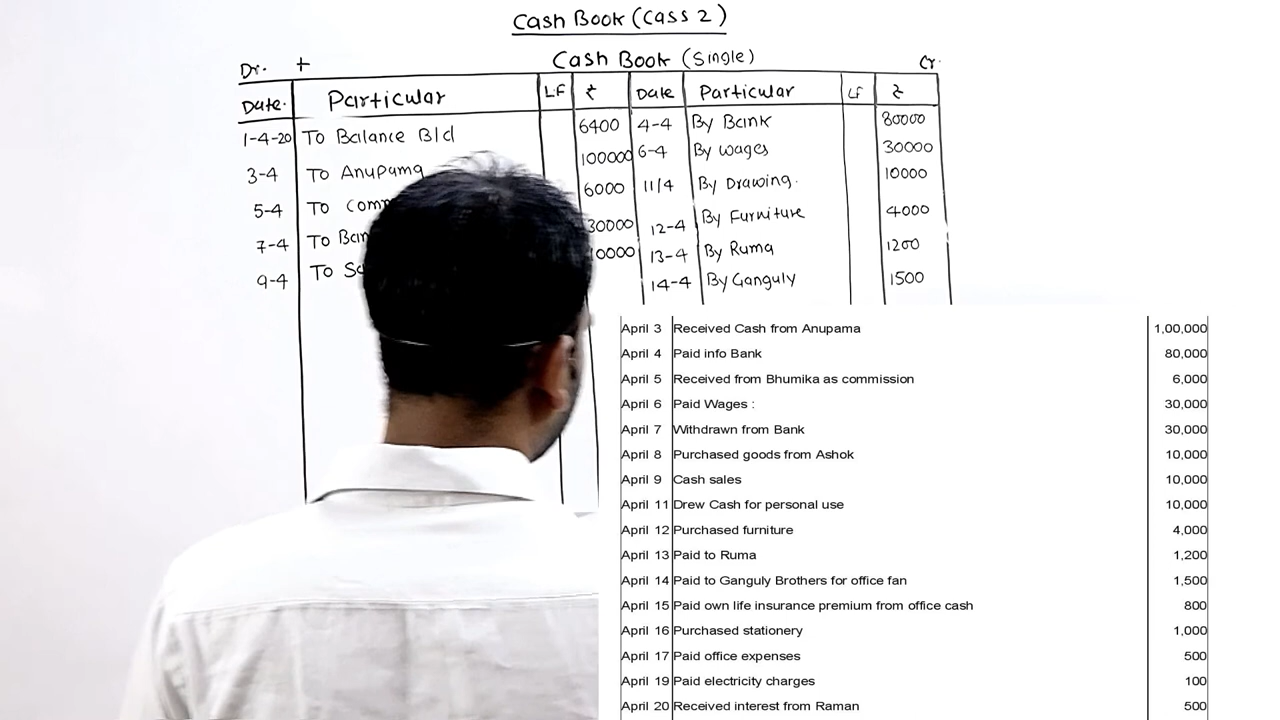 Cash Book (Cass 2)
Cash Book (Single)
Dr. + Cr.
Date. Particular LF ₹ Date Particular LF ₹
1-4-20 To Balance B/d 6400 4-4 By Bank 80000
3-4 To Anupama 100000 6-4 By wages 30000
5-4 To 6000 11/4 By Drawing. 10000
7-4 To 30000 12-4 By Furniture 4000
9-4 To 13-4 By Ruma 1200
14-4 By Ganguly 1500
April 3 Received Cash from Anupama 1,00,000
April 4 Paid info Bank 80,000
April 5 Received from Bhumika as commission 6,000
April 6 Paid Wages : 30,000
April 7 Withdrawn from Bank 30,000
April 8 Purchased goods from Ashok 10,000
April 9 Cash sales 10,000
April 11 Drew Cash for personal use 10,000
April 12 Purchased furniture 4,000
April 13 Paid to Ruma 1,200
April 14 Paid to Ganguly Brothers for office fan 1,500
April 15 Paid own life insurance premium from office cash 800
April 16 Purchased stationery 1,000
April 17 Paid office expenses 500
April 19 Paid electricity charges 100
April 20 Received interest from Raman 500